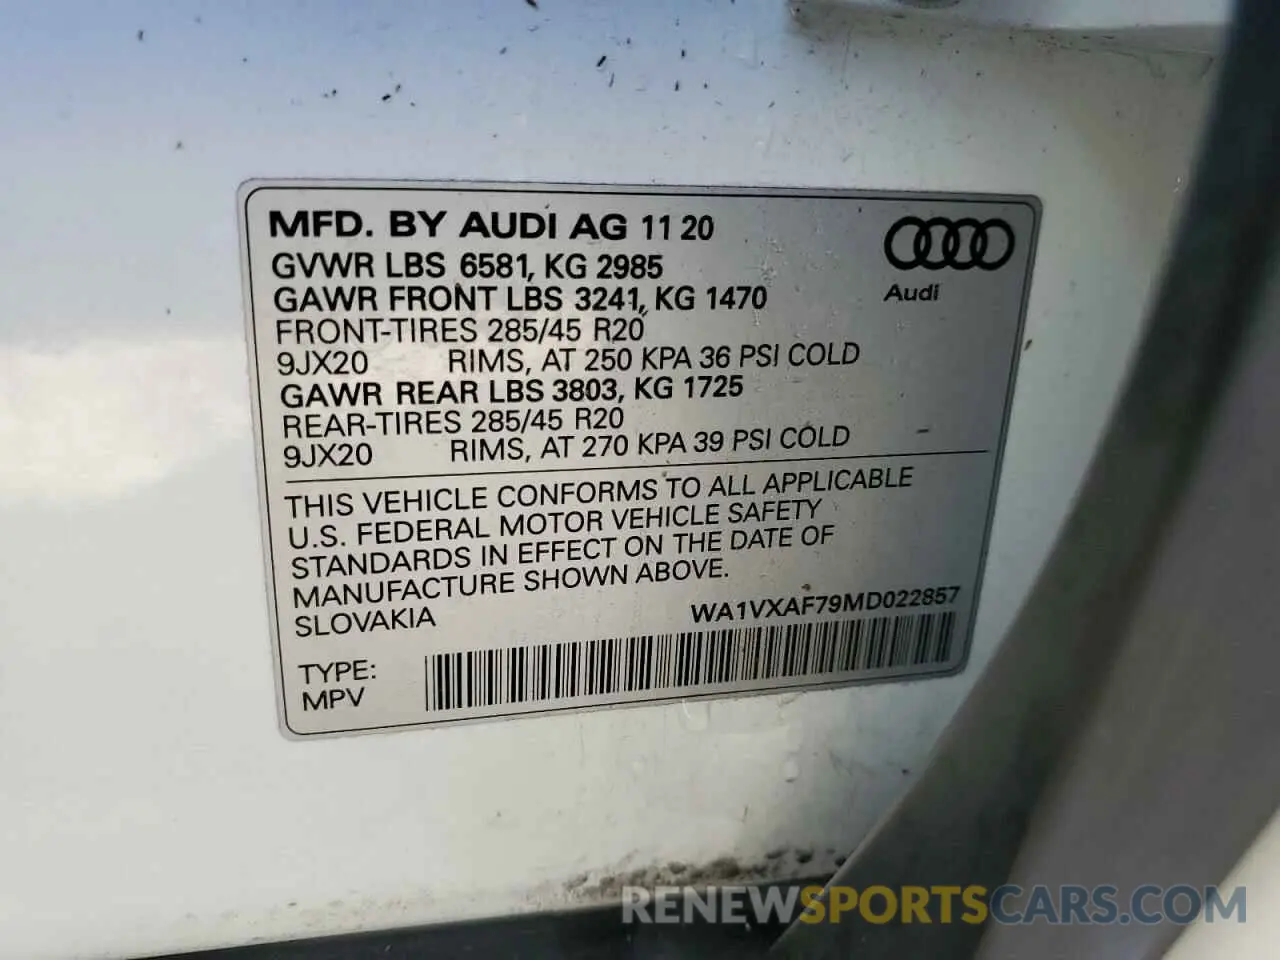 MFD. BY AUDI AG 11 20
GVWR LBS 6581, KG 2985
GAWR FRONT LBS 3241, KG 1470
FRONT-TIRES 285/45 R20
9JX20 RIMS, AT 250 KPA 36 PSI COLD
GAWR REAR LBS 3803, KG 1725
REAR-TIRES 285/45 R20
9JX20 RIMS, AT 270 KPA 39 PSI COLD
Audi
THIS VEHICLE CONFORMS TO ALL APPLICABLE
U.S. FEDERAL MOTOR VEHICLE SAFETY
STANDARDS IN EFFECT ON THE DATE OF
MANUFACTURE SHOWN ABOVE.
SLOVAKIA WA1VXAF79MD022857
TYPE:
MPV
RENEWSPORTSCARS.COM